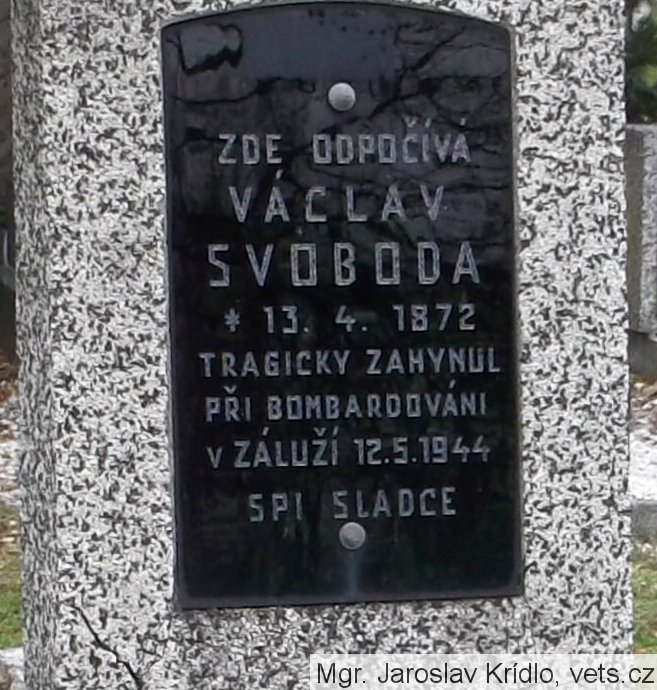 ZDE ODPOČÍVÁ
VÁCLAV
SVOBODA
* 13. 4. 1872
TRAGICKY ZAHYNUL
PŘI BOMBARDOVÁNI
V ZÁLUŽÍ 12.5.1944
SPI SLADCE
Mgr. Jaroslav Krídlo, vets.cz